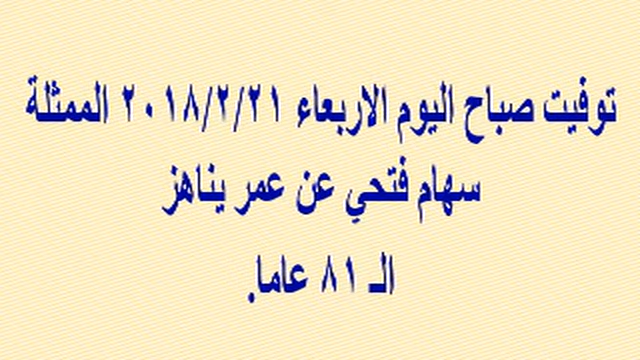 توفيت صباح اليوم الاربعاء ٢٠١٨/٢/٢١ الممثلة
سهام فتحي عن عمر يناهز
الـ ٨١ عاما.